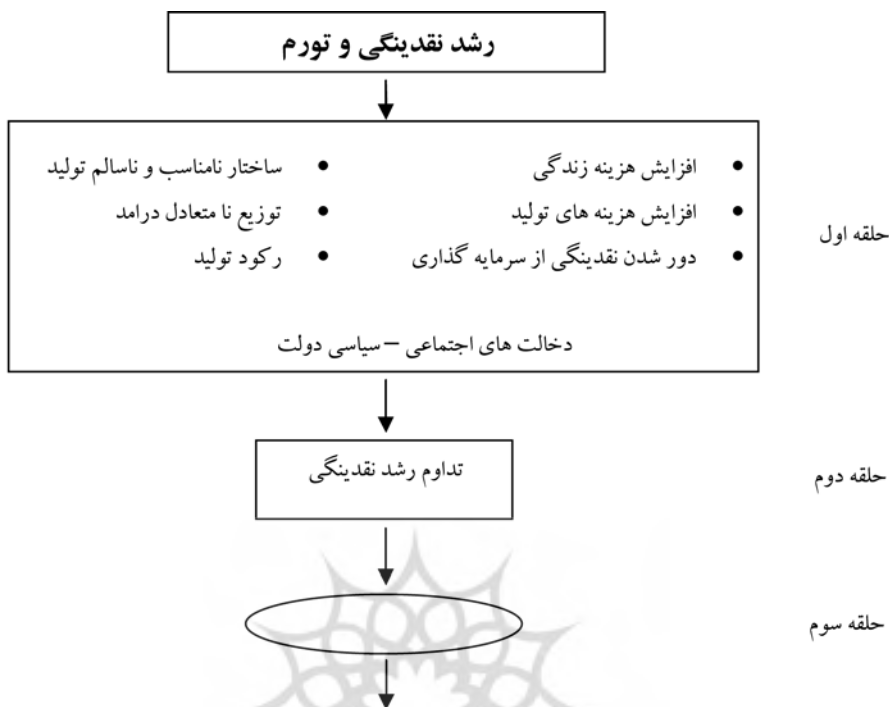 رشد نقدینگی و تورم
• افزایش هزینه زندگی
• افزایش هزینه های تولید
• دور شدن نقدینگی از سرمایه گذاری
• ساختار نامناسب و ناسالم تولید
• توزیع نا متعادل درامد
• رکود تولید
دخالت های اجتماعی – سیاسی دولت
حلقه اول
تداوم رشد نقدینگی
حلقه دوم
حلقه سوم